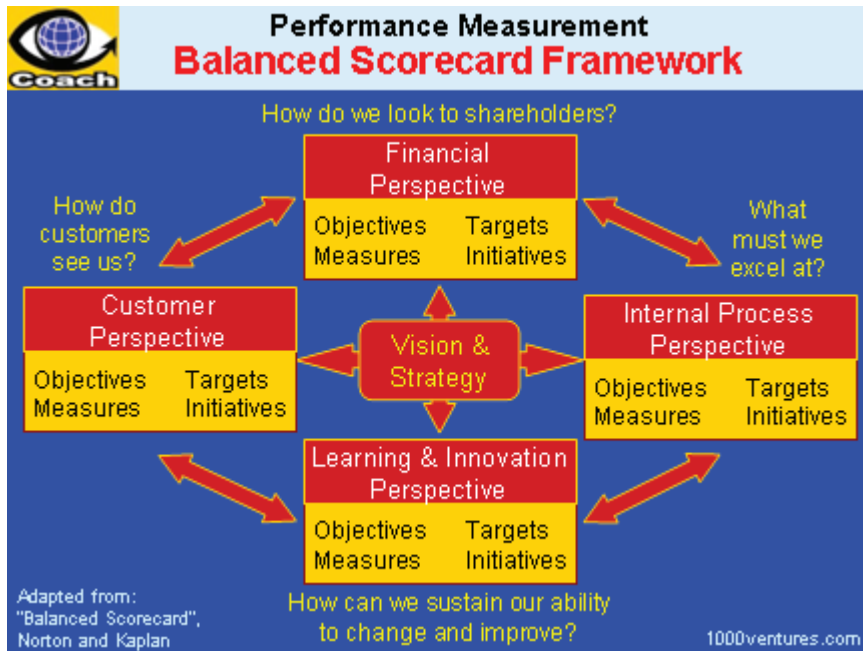 Coach
Performance Measurement
Balanced Scorecard Framework
How do we look to shareholders?
Financial
Perspective
Objectives Targets
Measures Initiatives
How do
customers
see us?
What
must we
excel at?
Customer
Perspective
Objectives Targets
Measures Initiatives
Vision &
Strategy
Internal Process
Perspective
Objectives Targets
Measures Initiatives
Learning & Innovation
Perspective
Objectives Targets
Measures Initiatives
How can we sustain our ability
to change and improve?
Adapted from:
"Balanced Scorecard",
Norton and Kaplan
1000ventures.com